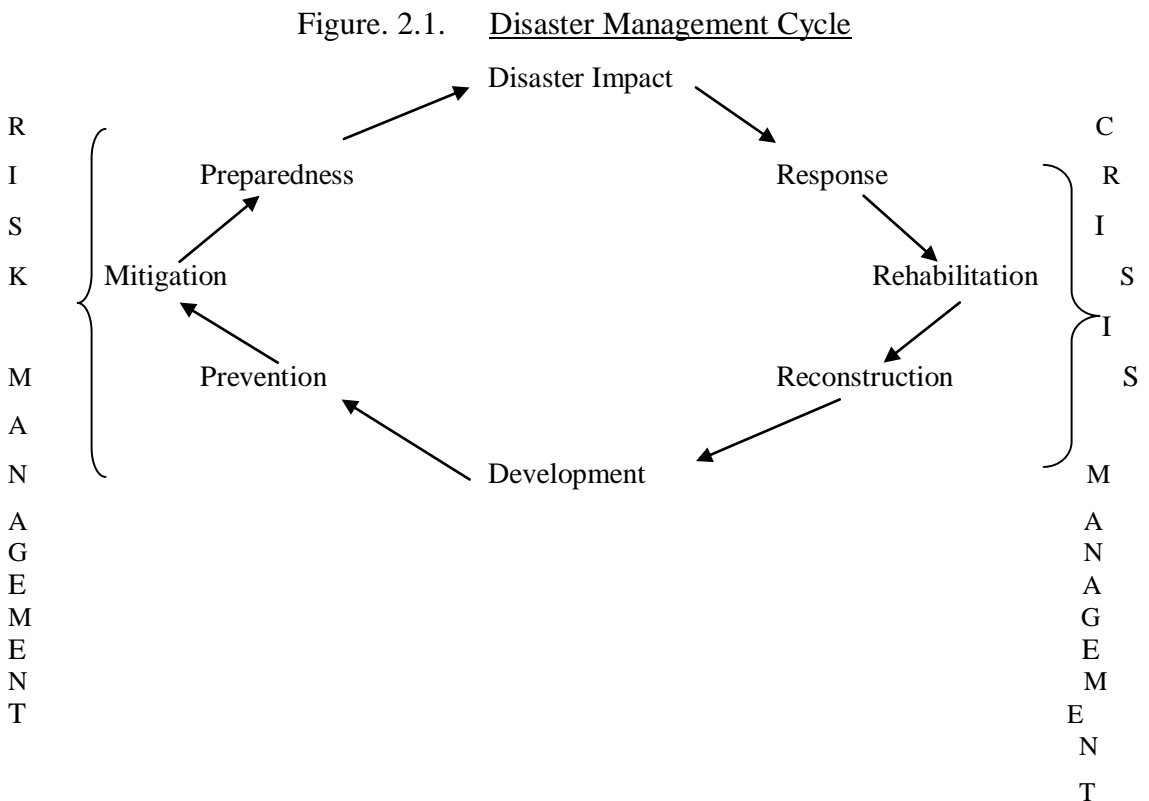 Figure. 2.1. Disaster Management Cycle
Disaster Impact
R
I
S
K
M
A
N
A
G
E
M
E
N
T
Preparedness
Mitigation
Prevention
Response
Rehabilitation
Reconstruction
Development
C
R
I
S
I
S
M
A
N
A
G
E
M
E
N
T